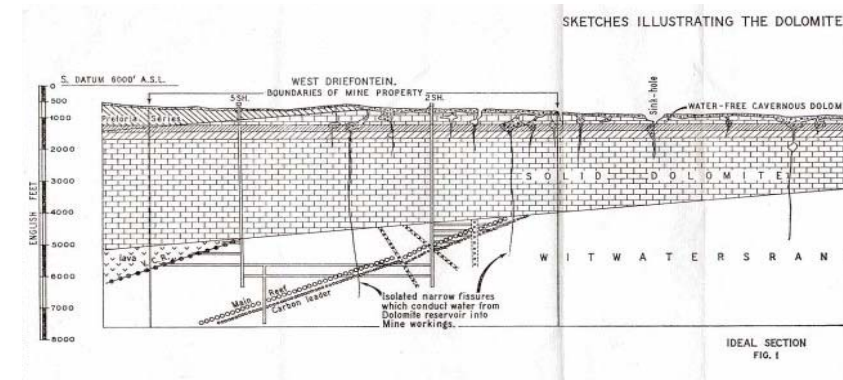 SKETCHES ILLUSTRATING THE DOLOMITE
S. DATUM 6000' A.S.L.
WEST DRIEFONTEIN.
BOUNDARIES OF MINE PROPERTY
5 SH.
2 SH.
Sink-hole
WATER-FREE CAVERNOUS DOLOM
0
500
1000
2000
3000
4000
5000
6000
7000
8000
ENGLISH FEET
Pretoria Series
SOLID DOLOMITE
WITWATERSRAN
lava
V.C.R.
Main Reef
Carbon leader
Isolated narrow fissures
which conduct water from
Dolomite reservoir into
Mine workings.
IDEAL SECTION
FIG. 1